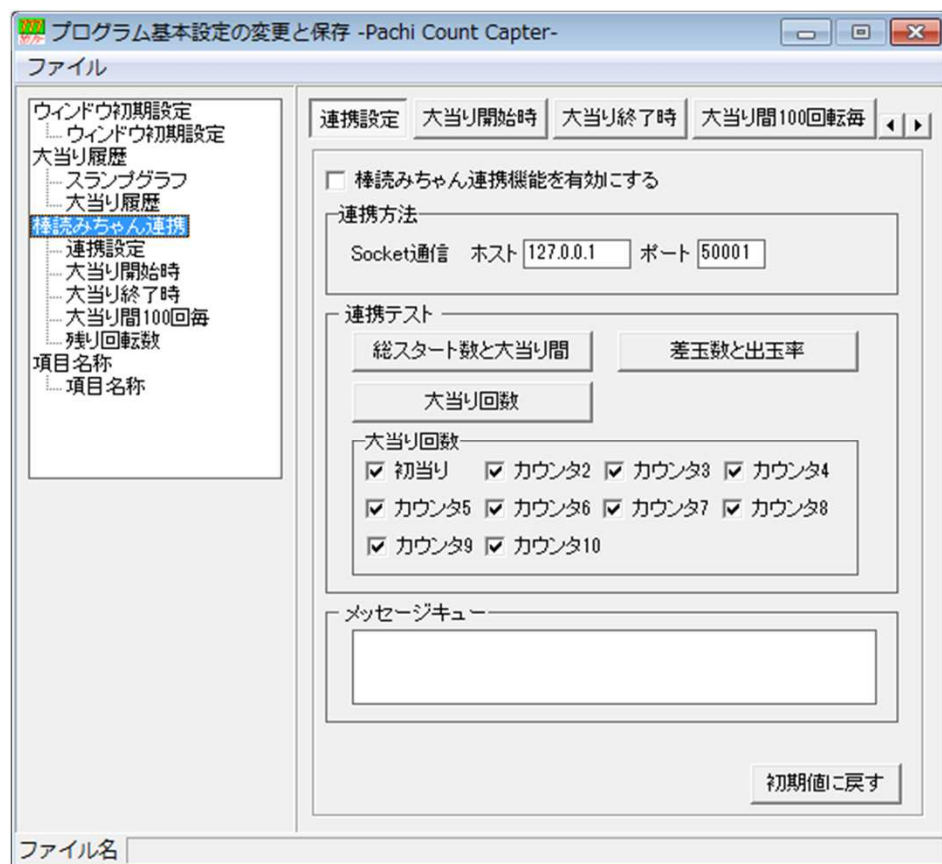 プログラム基本設定の変更と保存 -Pachi Count Capter-
ファイル
ウィンドウ初期設定
ウィンドウ初期設定
大当り履歴
スランプグラフ
大当り履歴
棒読みちゃん連携
連携設定
大当り開始時
大当り終了時
大当り間100回毎
残り回転数
項目名称
項目名称
連携設定 大当り開始時 大当り終了時 大当り間100回転毎
棒読みちゃん連携機能を有効にする
連携方法
Socket通信 ホスト 127.0.0.1 ポート 50001
連携テスト
総スタート数と大当り間 差玉数と出玉率
大当り回数
大当り回数
初当り カウンタ2 カウンタ3 カウンタ4
カウンタ5 カウンタ6 カウンタ7 カウンタ8
カウンタ9 カウンタ10
メッセージキュー
初期値に戻す
ファイル名